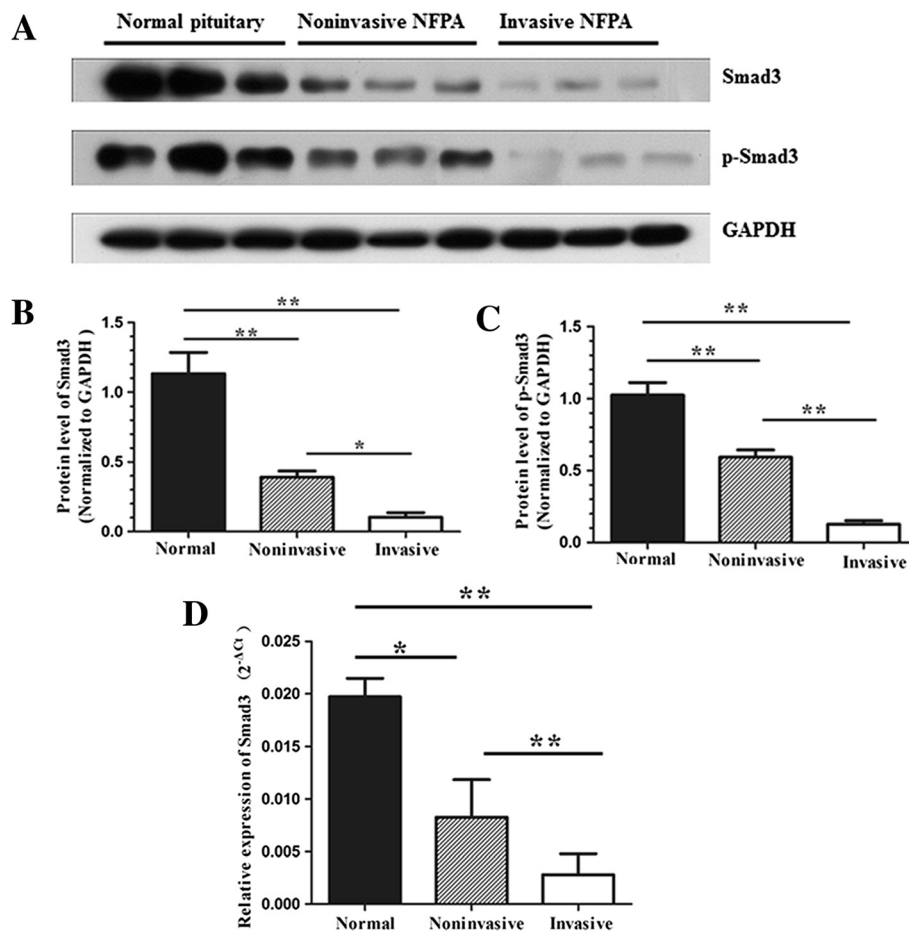 A
Normal pituitary Noninvasive NFPA Invasive NFPA
Smad3
p-Smad3
GAPDH
B
Protein level of Smad3
(Normalized to GAPDH)
1.5
1.0
0.5
0.0
**
**
*
Normal Noninvasive Invasive
C
Protein level of p-Smad3
(Normalized to GAPDH)
1.5
1.0
0.5
0.0
**
**
**
Normal Noninvasive Invasive
D
Relative expression of Smad3 (2-ΔCt)
0.025
0.020
0.015
0.010
0.005
0.000
**
*
**
Normal Noninvasive Invasive